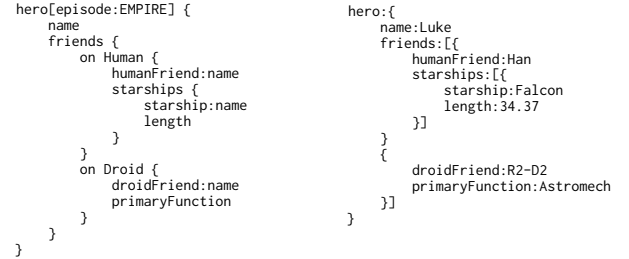 hero[episode:EMPIRE] {
    name
    friends {
        on Human {
            humanFriend:name
            starships {
                starship:name
                length
            }
        }
        on Droid {
            droidFriend:name
            primaryFunction
        }
    }
}
hero:{
    name:Luke
    friends:[{
        humanFriend:Han
        starships:[{
            starship:Falcon
            length:34.37
        }]
    }
    {
        droidFriend:R2-D2
        primaryFunction:Astromech
    }]
}